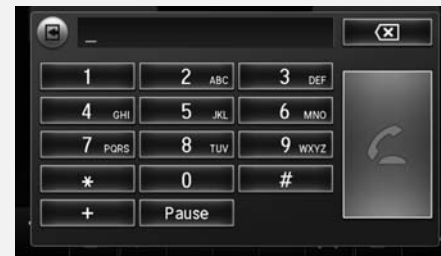 _
1 2 ABC 3 DEF
4 GHI 5 JKL 6 MNO
7 PQRS 8 TUV 9 WXYZ
* 0 #
+ Pause